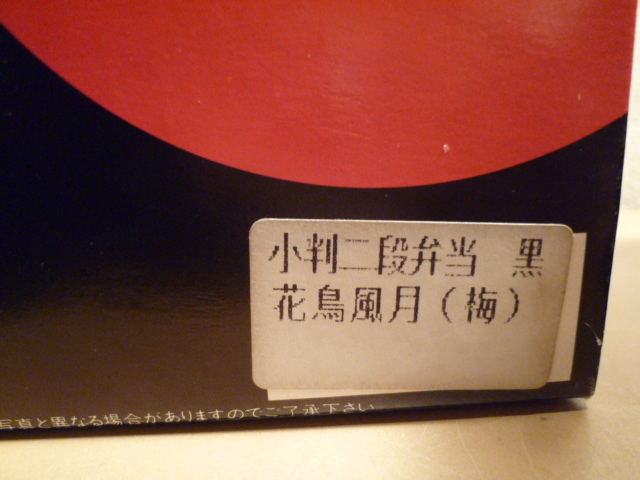 小判二段弁当 黒
花鳥風月(梅)
写真と異なる場合がありますのでご了承下さい